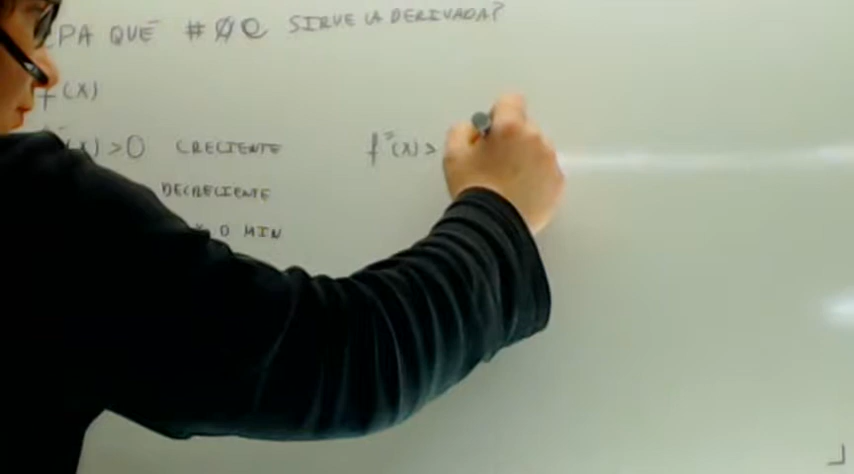 ¿PA QUÉ #@@ SIRVE LA DERIVADA?
f(x)
(x) > 0 CRECIENTE f''(x) >
DECRECIENTE
O MIN